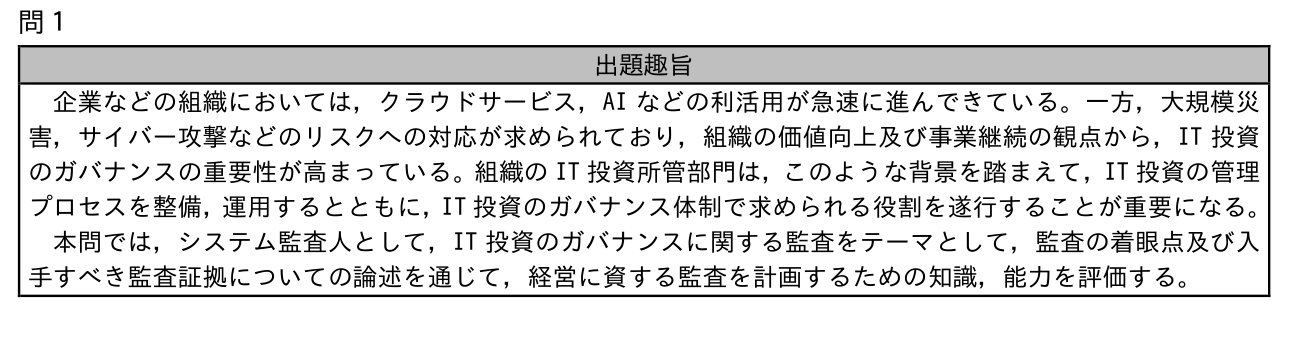 問1
出題趣旨
　企業などの組織においては，クラウドサービス，AI などの利活用が急速に進んできている。一方，大規模災
害，サイバー攻撃などのリスクへの対応が求められており，組織の価値向上及び事業継続の観点から，IT 投資
のガバナンスの重要性が高まっている。組織の IT 投資所管部門は，このような背景を踏まえて，IT 投資の管理
プロセスを整備，運用するとともに，IT 投資のガバナンス体制で求められる役割を遂行することが重要になる。
　本問では，システム監査人として，IT 投資のガバナンスに関する監査をテーマとして，監査の着眼点及び入
手すべき監査証拠についての論述を通じて，経営に資する監査を計画するための知識，能力を評価する。